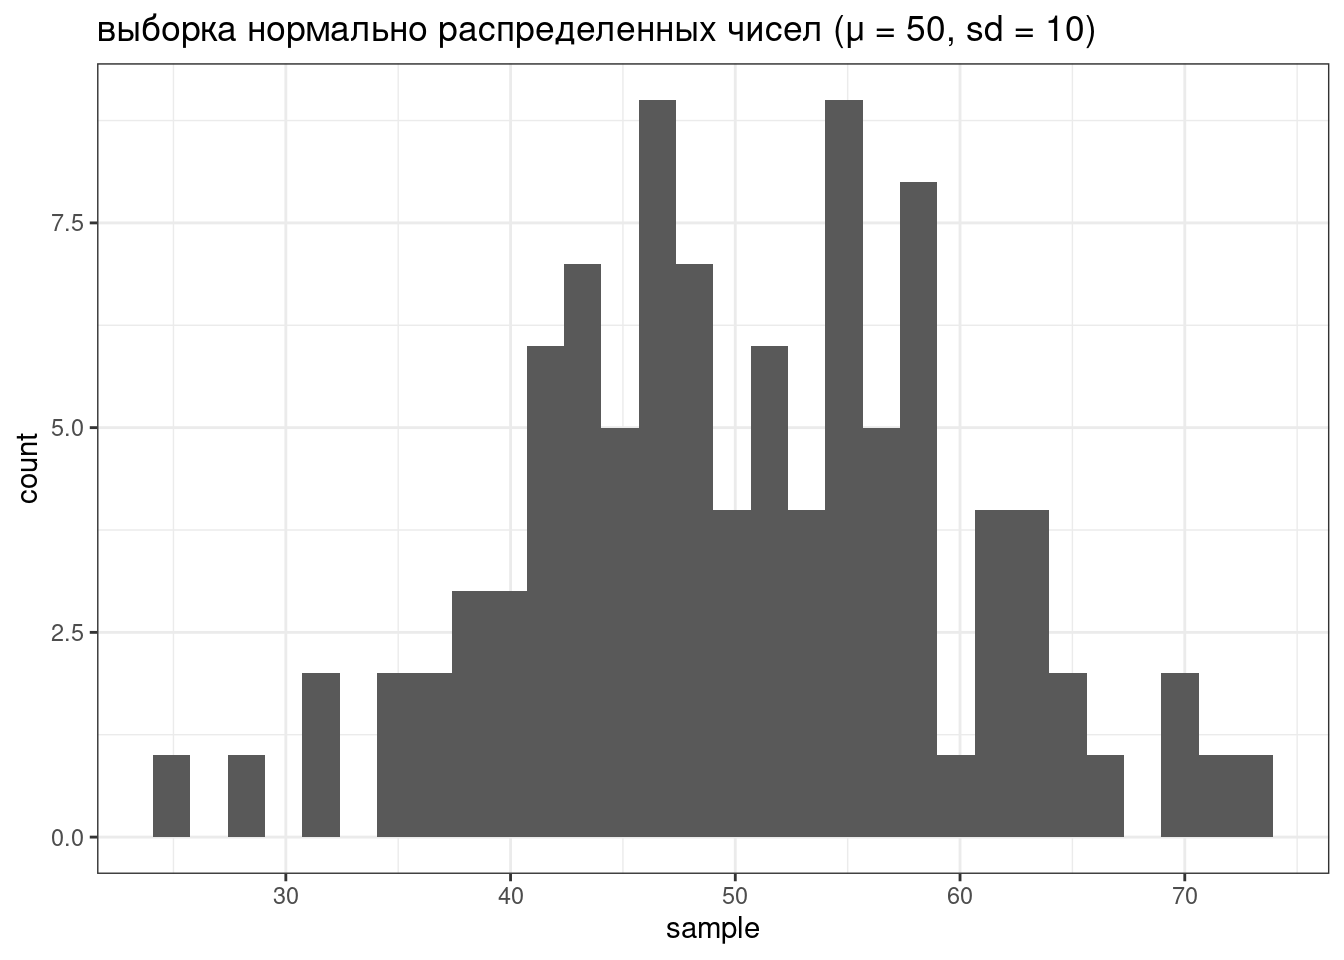 выборка нормально распределенных чисел (μ = 50, sd = 10)
7.5
5.0
2.5
0.0
count
30 40 50 60 70
sample